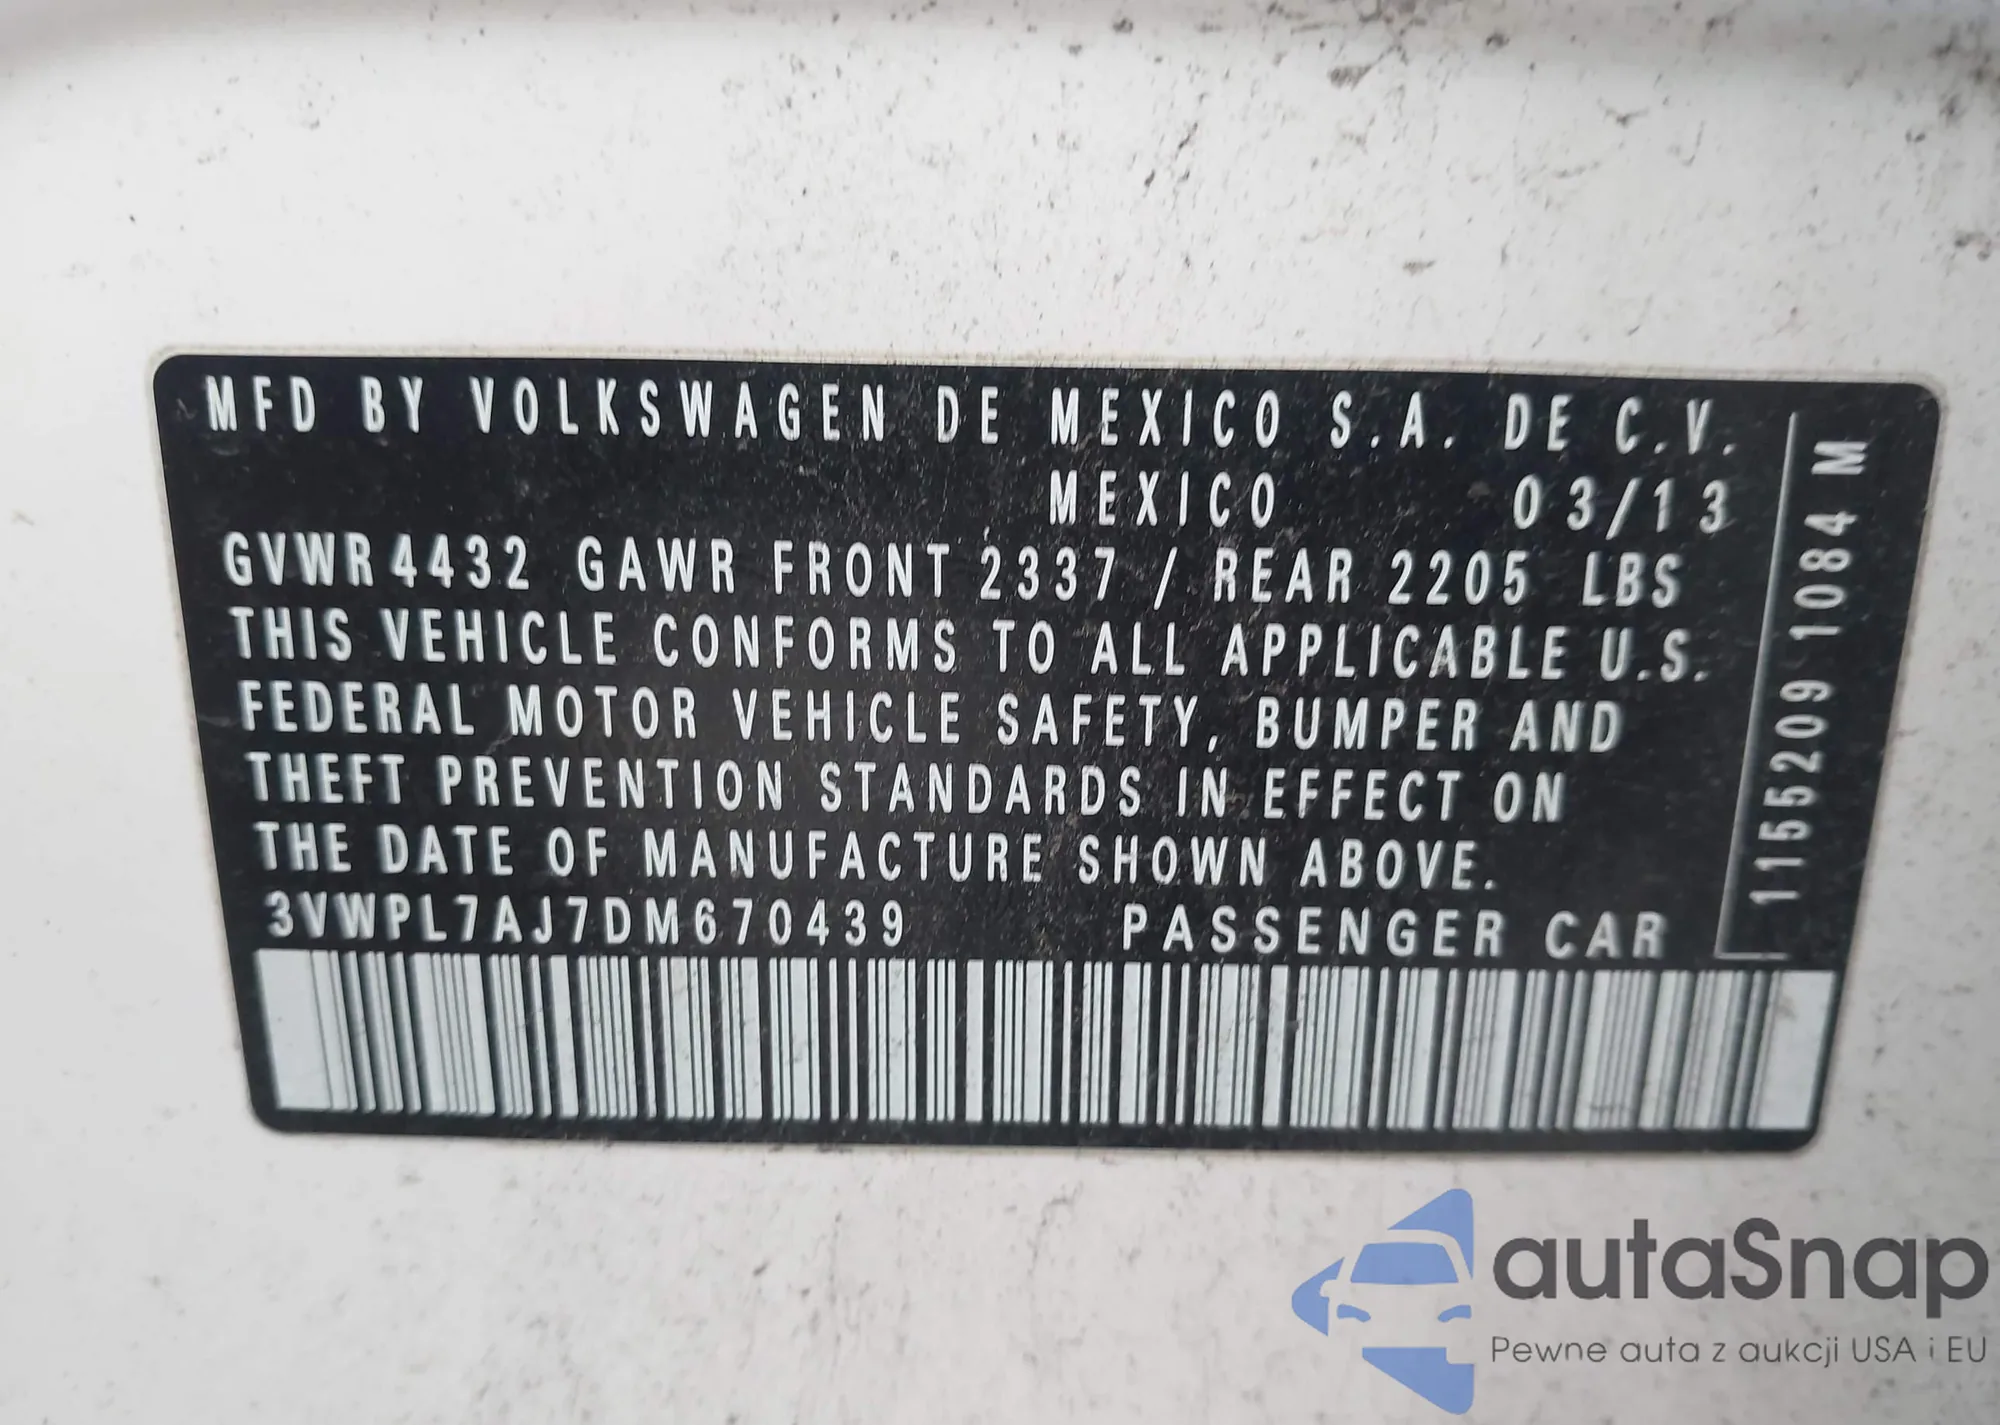 MFD BY VOLKSWAGEN DE MEXICO S.A. DE C.V.
MEXICO 03/13
GVWR 4432 GAWR FRONT 2337 / REAR 2205 LBS
THIS VEHICLE CONFORMS TO ALL APPLICABLE U.S.
FEDERAL MOTOR VEHICLE SAFETY, BUMPER AND
THEFT PREVENTION STANDARDS IN EFFECT ON
THE DATE OF MANUFACTURE SHOWN ABOVE.
3VWPL7AJ7DM670439 PASSENGER CAR
1155209 1084 M
autaSnap
Pewne auta z aukcji USA i EU